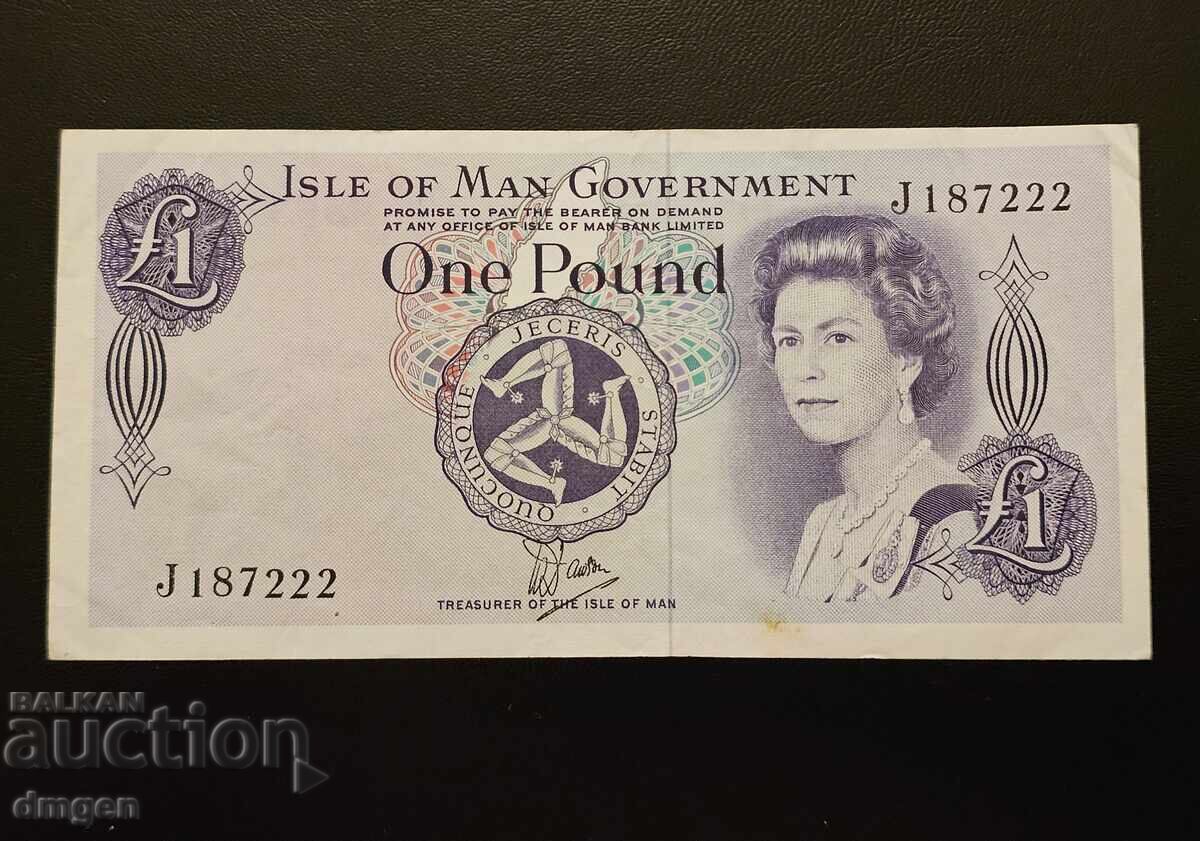 £1
ISLE OF MAN GOVERNMENT
J187222
PROMISE TO PAY THE BEARER ON DEMAND
AT ANY OFFICE OF ISLE OF MAN BANK LIMITED
One Pound
QUOCUNQUE · JECERIS · STABIT
£1
J187222
Dawson
TREASURER OF THE ISLE OF MAN
BALKAN
auction
dmgen